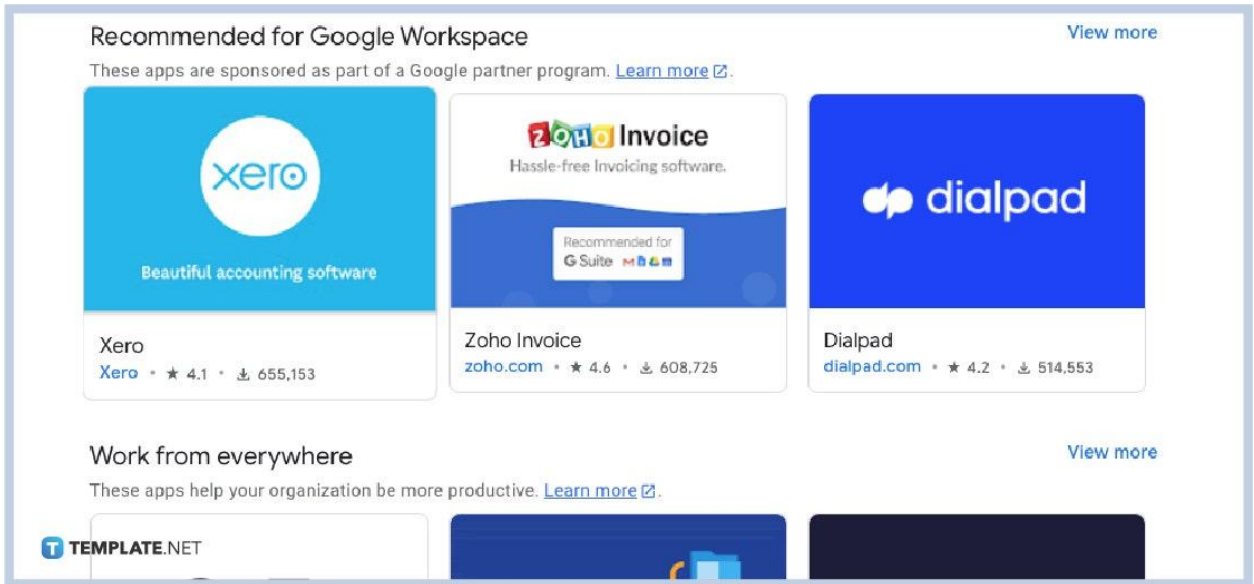 Recommended for Google Workspace
View more
These apps are sponsored as part of a Google partner program. Learn more.
xero
Beautiful accounting software
ZOHO Invoice
Hassle-free Invoicing software.
Recommended for
G Suite
dialpad
Xero
Xero • ★ 4.1 • 655,153
Zoho Invoice
zoho.com • ★ 4.6 • 608,725
Dialpad
dialpad.com • ★ 4.2 • 514,553
Work from everywhere
View more
These apps help your organization be more productive. Learn more.
T TEMPLATE.NET